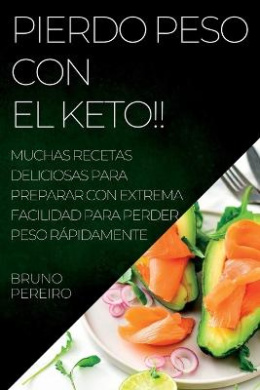 PIERDO PESO
CON
EL KETO!!
MUCHAS RECETAS
DELICIOSAS PARA
PREPARAR CON EXTREMA
FACILIDAD PARA PERDER
PESO RÁPIDAMENTE
BRUNO
PEREIRO